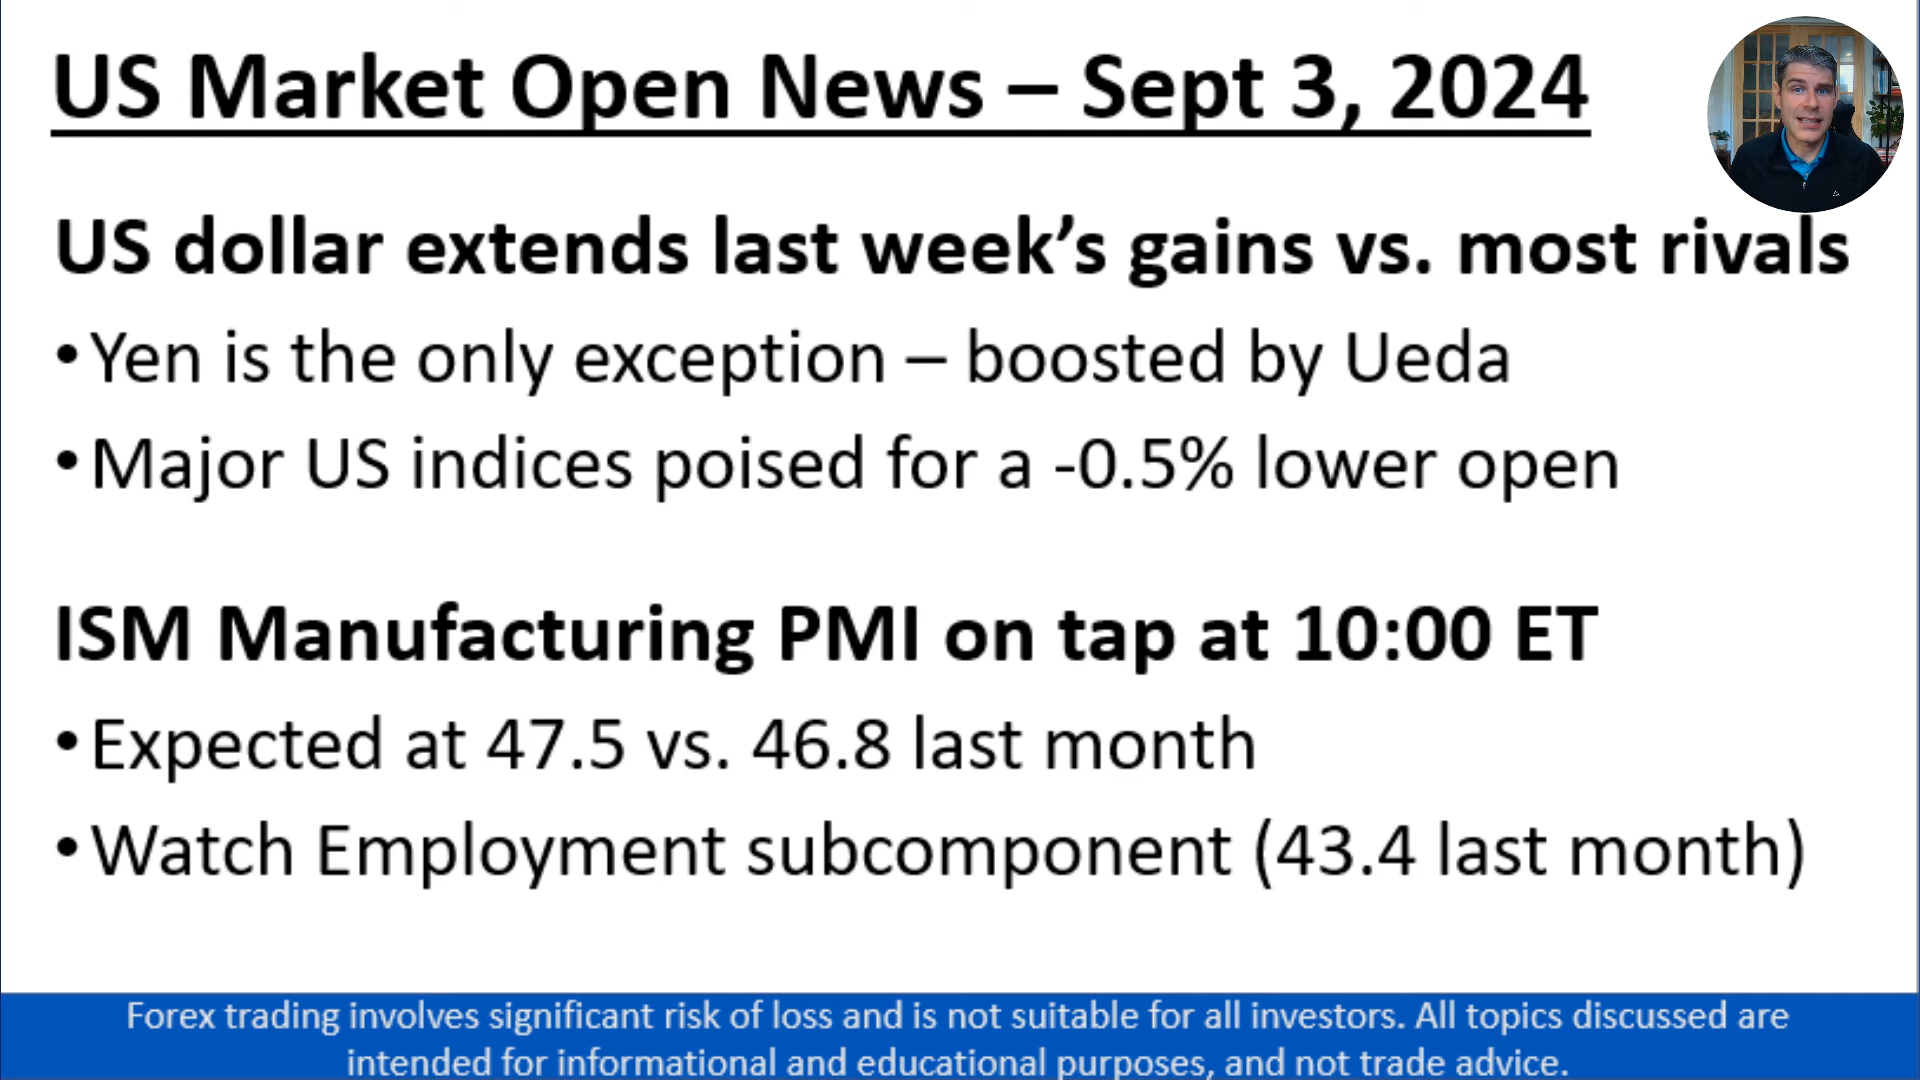 US Market Open News – Sept 3, 2024
US dollar extends last week’s gains vs. most rivals
•Yen is the only exception – boosted by Ueda
•Major US indices poised for a -0.5% lower open
ISM Manufacturing PMI on tap at 10:00 ET
•Expected at 47.5 vs. 46.8 last month
•Watch Employment subcomponent (43.4 last month)
Forex trading involves significant risk of loss and is not suitable for all investors. All topics discussed are
intended for informational and educational purposes, and not trade advice.